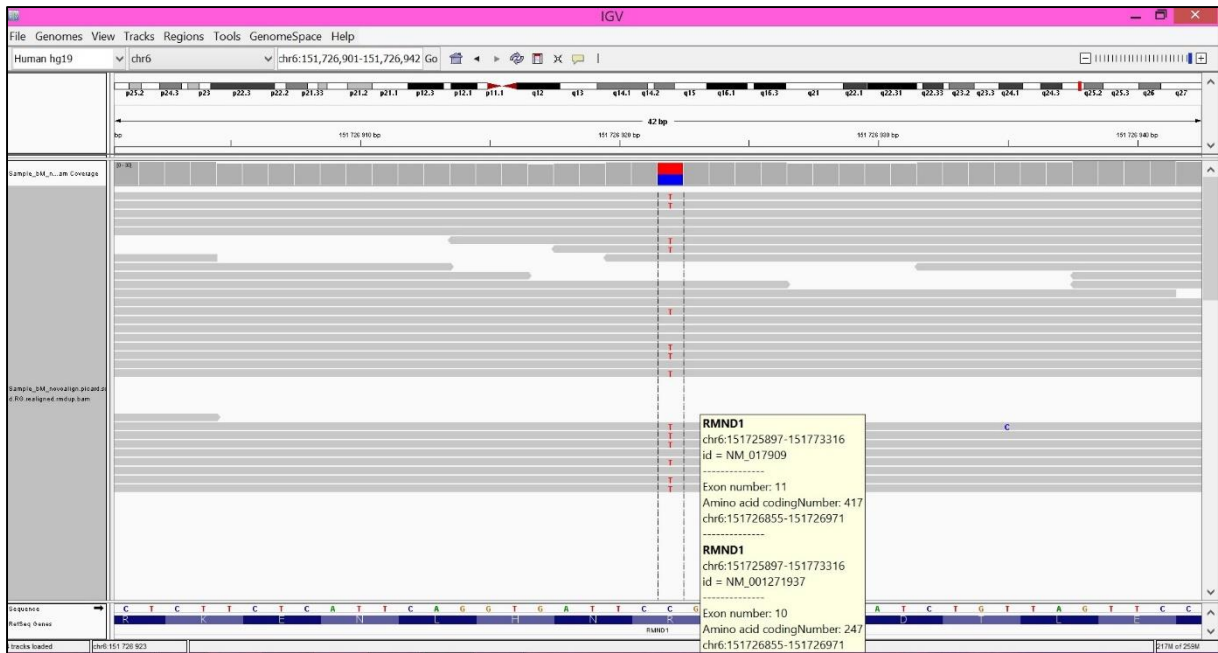 IGV
File Genomes View Tracks Regions Tools GenomeSpace Help
Human hg19 chr6 chr6:151,726,901-151,726,942 Go
p25.2 p24.3 p23 p22.3 p22.2 p21.33 p21.2 p21.1 p12.3 p12.1 p11.1 q12 q13 q14.1 q14.2 q15 q16.1 q16.3 q21 q22.1 q22.31 q22.33 q23.2 q23.3 q24.1 q24.3 q25.2 q25.3 q26 q27
42 bp
bp 151 726 910 bp 151 726 920 bp 151 726 930 bp 151 726 940 bp
Sample_bM_n...am Coverage
T
T
T
T
T
T
T
T
Sample_bM_novoalign.picard.so
d.RG.realigned.rmdup.bam
T C
T
T
T
T
T
RMND1
chr6:151725897-151773316
id = NM_017909
--------------
Exon number: 11
Amino acid codingNumber: 417
chr6:151726855-151726971
--------------
RMND1
chr6:151725897-151773316
id = NM_001271937
--------------
Exon number: 10
Amino acid codingNumber: 247
chr6:151726855-151726971
Sequence C T C T T C T C A T T C A G G T G A T T C C G A T C T G T T A G T T C C
RefSeq Genes R K E N L H N R D T L E
RMND1
chr6:151 726 923 217M of 259M